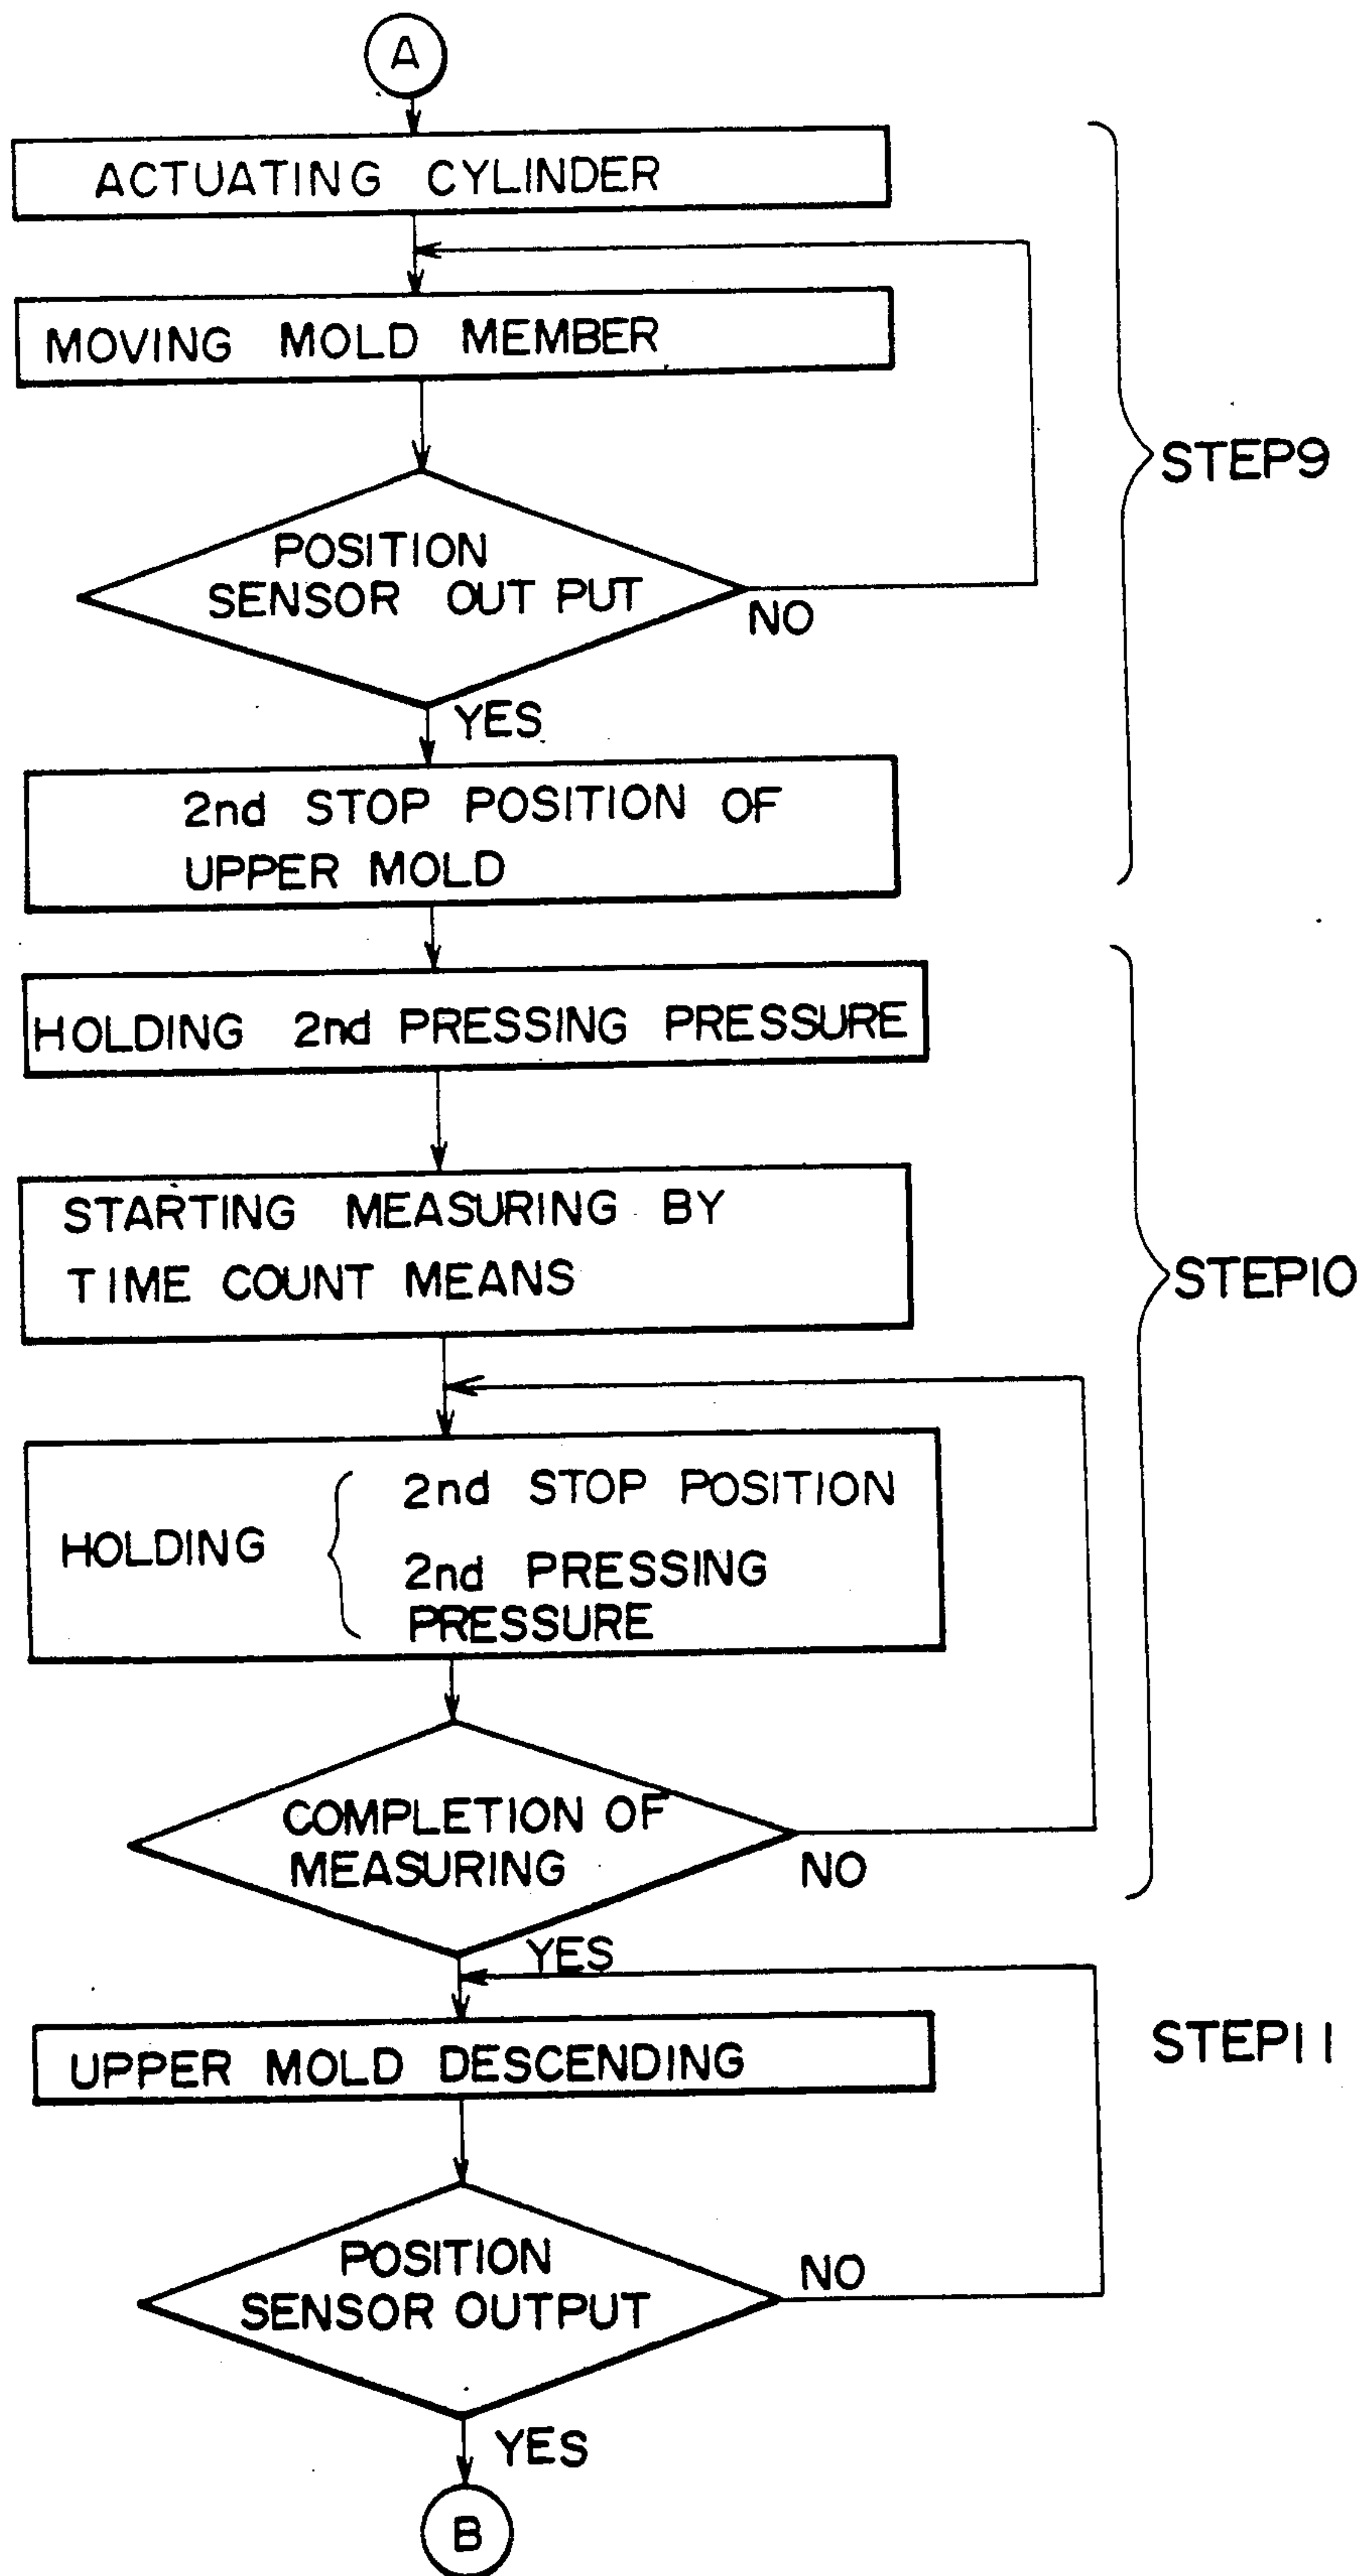 A
ACTUATING CYLINDER
MOVING MOLD MEMBER
POSITION
SENSOR OUT PUT
NO
YES
STEP9
2nd STOP POSITION OF
UPPER MOLD
HOLDING 2nd PRESSING PRESSURE
STARTING MEASURING BY
TIME COUNT MEANS
STEP10
HOLDING
2nd STOP POSITION
2nd PRESSING
PRESSURE
COMPLETION OF
MEASURING
NO
YES
UPPER MOLD DESCENDING
STEP11
POSITION
SENSOR OUTPUT
NO
YES
B